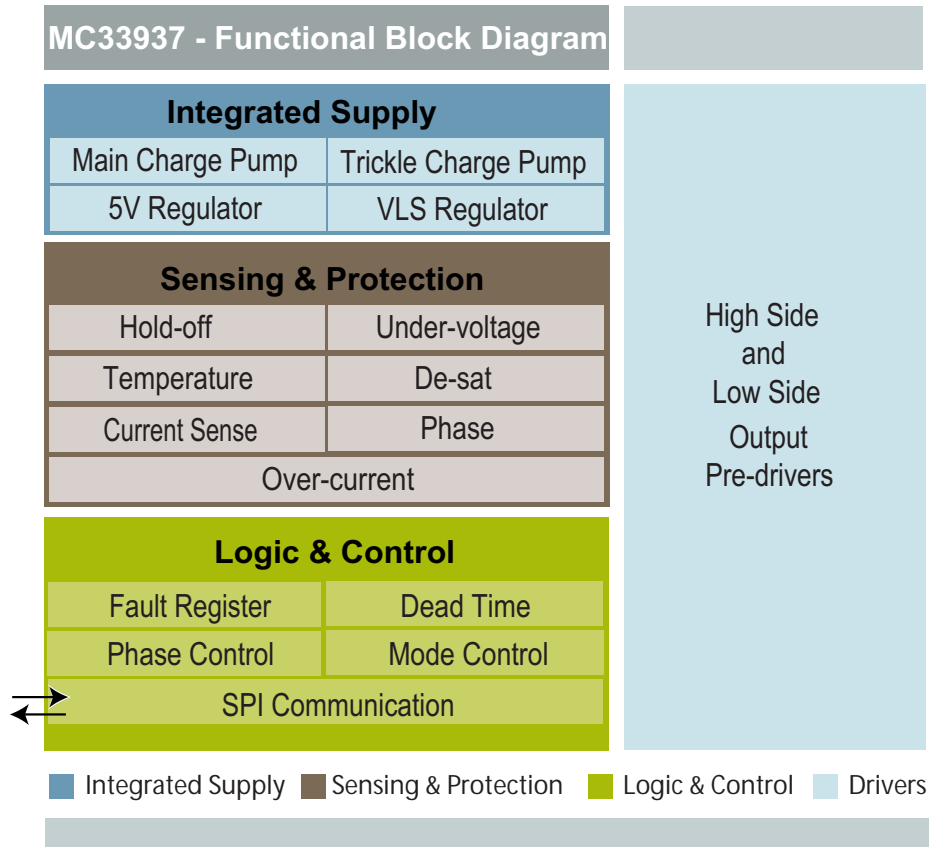 MC33937 - Functional Block Diagram
Integrated Supply
Main Charge Pump
Trickle Charge Pump
5V Regulator
VLS Regulator
Sensing & Protection
Hold-off
Under-voltage
Temperature
De-sat
Current Sense
Phase
Over-current
Logic & Control
Fault Register
Dead Time
Phase Control
Mode Control
SPI Communication
High Side
and
Low Side
Output
Pre-drivers
Integrated Supply
Sensing & Protection
Logic & Control
Drivers